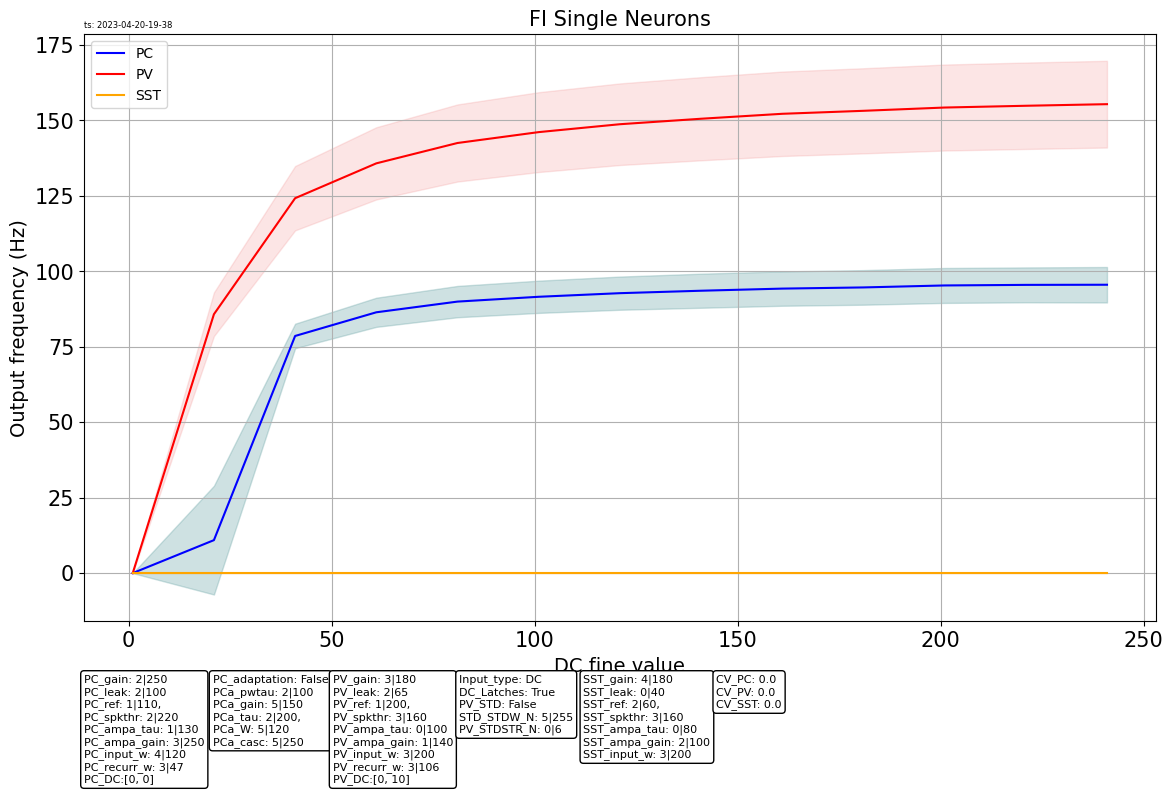 FI Single Neurons
ts: 2023-04-20-19-38
PC
PV
SST
175
150
125
100
75
50
25
0
Output frequency (Hz)
0 50 100 150 200 250
DC fine value
PC_gain: 2|250
PC_leak: 2|100
PC_ref: 1|110,
PC_spkthr: 2|220
PC_ampa_tau: 1|130
PC_ampa_gain: 3|250
PC_input_w: 4|120
PC_recurr_w: 3|47
PC_DC:[0, 0]
PC_adaptation: False
PCa_pwtau: 2|100
PCa_gain: 5|150
PCa_tau: 2|200,
PCa_W: 5|120
PCa_casc: 5|250
PV_gain: 3|180
PV_leak: 2|65
PV_ref: 1|200,
PV_spkthr: 3|160
PV_ampa_tau: 0|100
PV_ampa_gain: 1|140
PV_input_w: 3|200
PV_recurr_w: 3|106
PV_DC:[0, 10]
Input_type: DC
DC_Latches: True
PV_STD: False
STD_STDW_N: 5|255
PV_STDSTR_N: 0|6
SST_gain: 4|180
SST_leak: 0|40
SST_ref: 2|60,
SST_spkthr: 3|160
SST_ampa_tau: 0|80
SST_ampa_gain: 2|100
SST_input_w: 3|200
CV_PC: 0.0
CV_PV: 0.0
CV_SST: 0.0